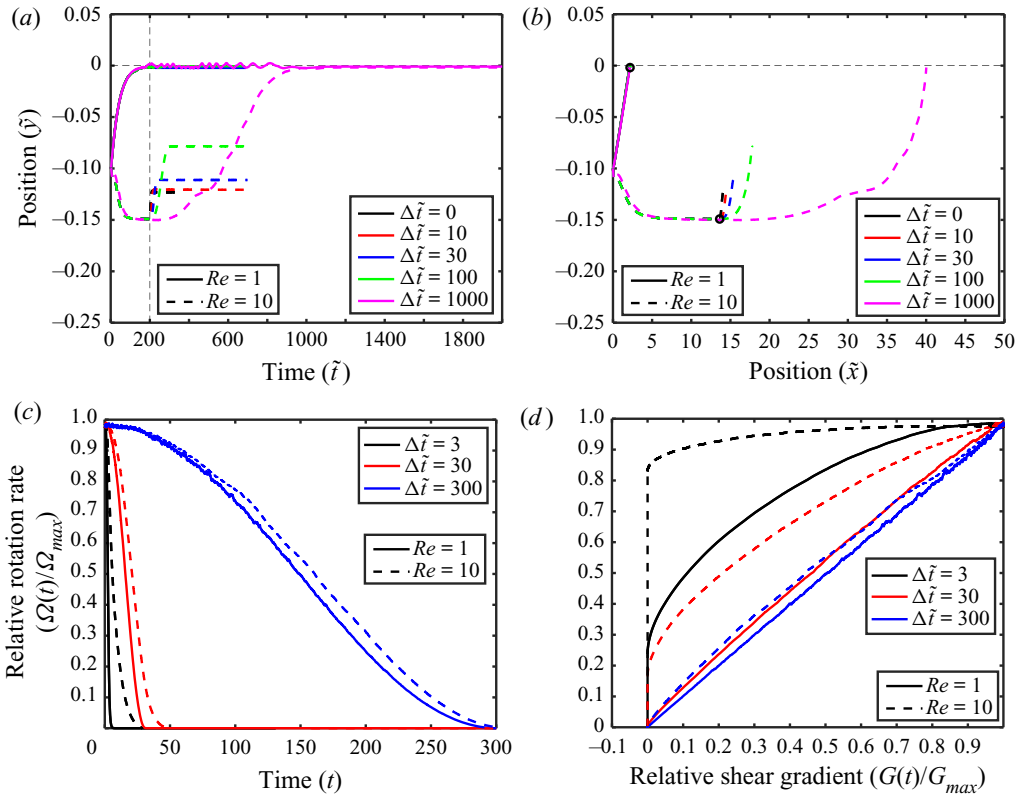 (a)
0.05
0
−0.05
−0.10
−0.15
−0.20
−0.25
Position (ỹ)
0 200 400 600 800 1000 1400 1800
Time (t̃)
Re = 1
Re = 10
Δt̃ = 0
Δt̃ = 10
Δt̃ = 30
Δt̃ = 100
Δt̃ = 1000
(b)
0.05
0
−0.05
−0.10
−0.15
−0.20
−0.25
0 5 10 15 20 25 30 35 40 45 50
Position (x̃)
Re = 1
Re = 10
Δt̃ = 0
Δt̃ = 10
Δt̃ = 30
Δt̃ = 100
Δt̃ = 1000
(c)
1.0
0.9
0.8
0.7
0.6
0.5
0.4
0.3
0.2
0.1
Relative rotation rate
(Ω(t)/Ωmax)
0 50 100 150 200 250 300
Time (t)
Δt̃ = 3
Δt̃ = 30
Δt̃ = 300
Re = 1
Re = 10
(d)
1.0
0.9
0.8
0.7
0.6
0.5
0.4
0.3
0.2
0.1
0
−0.1 0 0.1 0.2 0.3 0.4 0.5 0.6 0.7 0.8 0.9
Relative shear gradient (G(t)/Gmax)
Δt̃ = 3
Δt̃ = 30
Δt̃ = 300
Re = 1
Re = 10